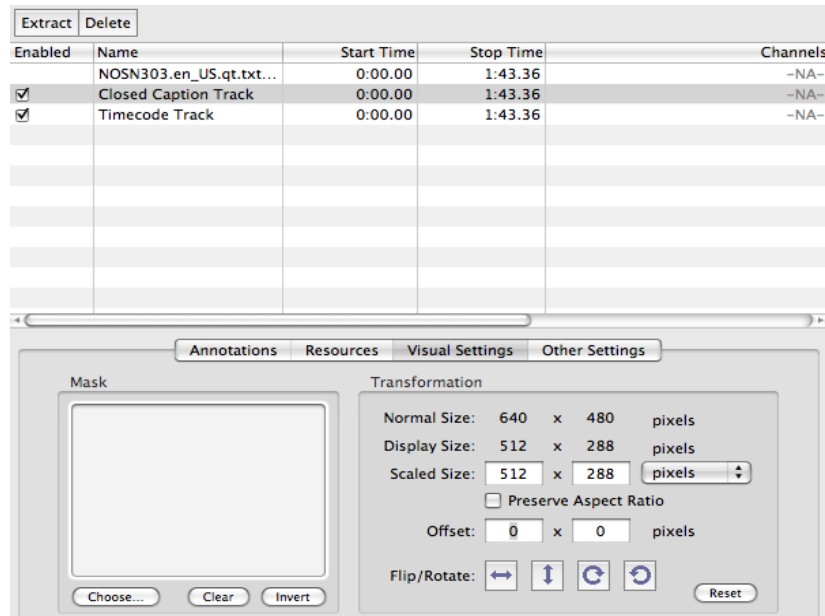 Extract Delete
Enabled Name Start Time Stop Time Channels
NOSN303.en_US.qt.txt... 0:00.00 1:43.36 -NA-
Closed Caption Track 0:00.00 1:43.36 -NA-
Timecode Track 0:00.00 1:43.36 -NA-
Annotations Resources Visual Settings Other Settings
Mask Transformation
Normal Size: 640 x 480 pixels
Display Size: 512 x 288 pixels
Scaled Size: 512 x 288 pixels
Preserve Aspect Ratio
Offset: 0 x 0 pixels
Flip/Rotate:
Choose... Clear Invert Reset